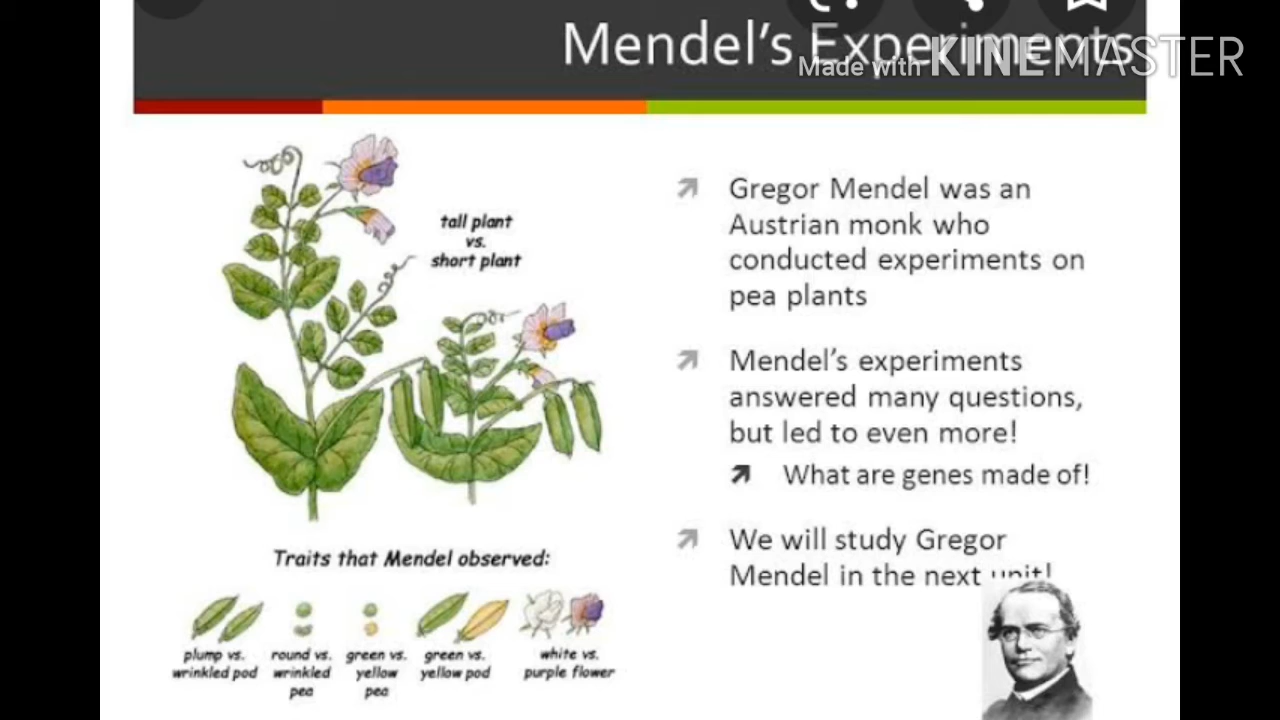 Mendel's Experiments
Made with KINEMASTER
tall plant
vs.
short plant
Gregor Mendel was an
Austrian monk who
conducted experiments on
pea plants
Mendel's experiments
answered many questions,
but led to even more!
What are genes made of!
We will study Gregor
Mendel in the next unit!
Traits that Mendel observed:
plump vs.
wrinkled pod
round vs.
wrinkled
pea
green vs.
yellow
pea
green vs.
yellow pod
white vs.
purple flower